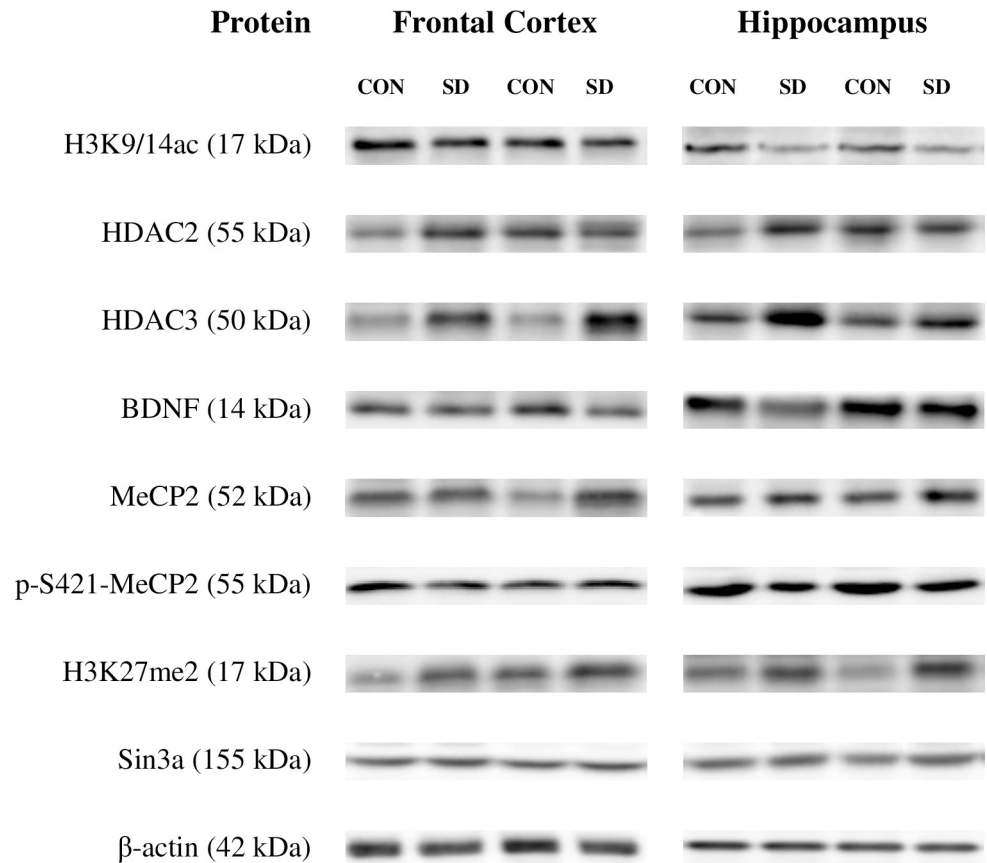 Protein Frontal Cortex Hippocampus
CON SD CON SD CON SD CON SD
H3K9/14ac (17 kDa)
HDAC2 (55 kDa)
HDAC3 (50 kDa)
BDNF (14 kDa)
MeCP2 (52 kDa)
p-S421-MeCP2 (55 kDa)
H3K27me2 (17 kDa)
Sin3a (155 kDa)
β-actin (42 kDa)